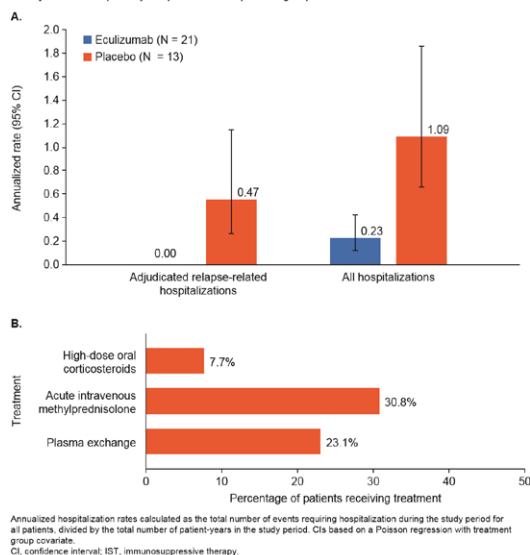 A.
Eculizumab (N = 21)
Placebo (N = 13)
Annualized rate (95% CI)
2.0
1.8
1.6
1.4
1.2
1.0
0.8
0.6
0.4
0.2
0.0
0.00
0.47
0.23
1.09
Adjudicated relapse-related
hospitalizations
All hospitalizations
B.
Treatment
High-dose oral
corticosteroids
7.7%
Acute intravenous
methylprednisolone
30.8%
Plasma exchange
23.1%
0
10
20
30
40
50
Percentage of patients receiving treatment
Annualized hospitalization rates calculated as the total number of events requiring hospitalization during the study period for
all patients, divided by the total number of patient-years in the study period. CIs based on a Poisson regression with treatment
group covariate.
CI, confidence interval; IST, immunosuppressive therapy.